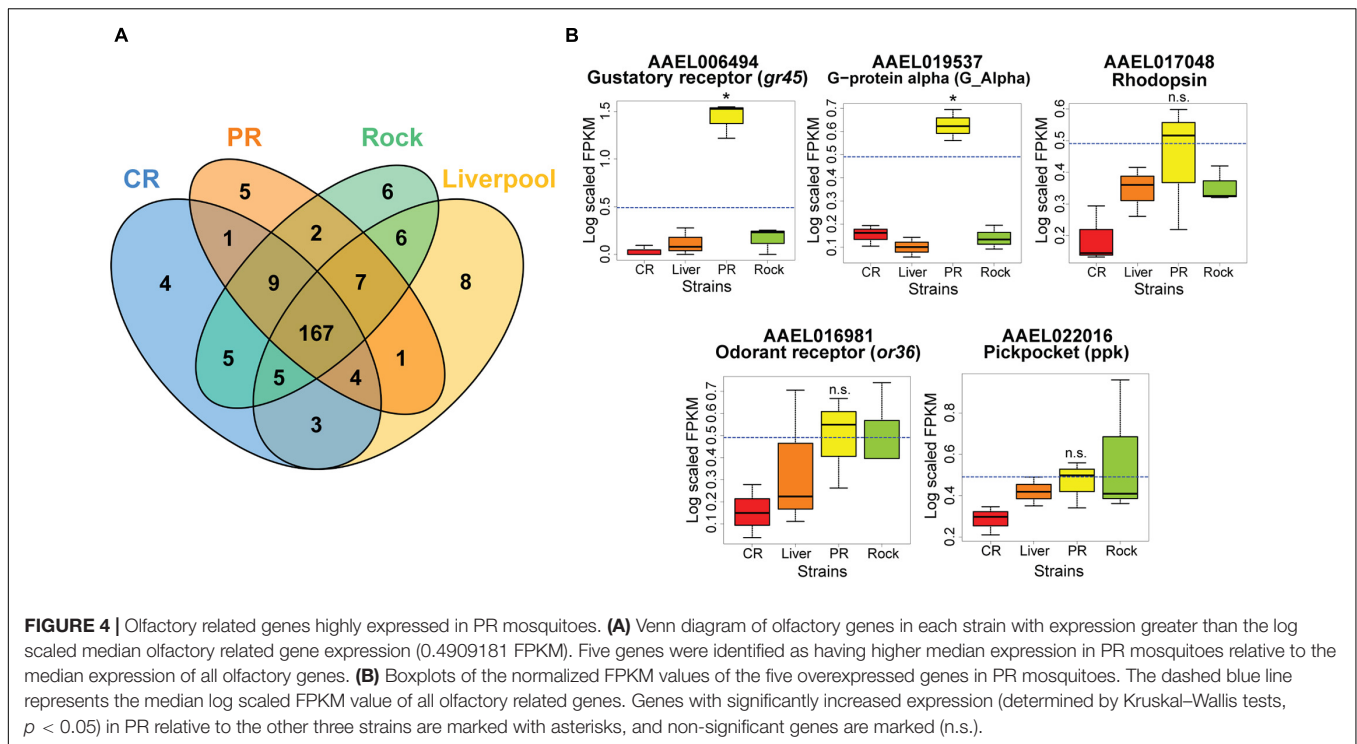 A
CR
PR
Rock
Liverpool
5
6
1
2
6
4
9
7
8
167
5
5
4
1
3
B
AAEL006494
Gustatory receptor (gr45)
*
Log scaled FPKM
1.5
1.0
0.5
0.0
CR Liver PR Rock
Strains
AAEL019537
G-protein alpha (G_Alpha)
*
Log scaled FPKM
0.7
0.6
0.5
0.4
0.3
0.2
0.1
CR Liver PR Rock
Strains
AAEL017048
Rhodopsin
n.s.
Log scaled FPKM
0.6
0.5
0.4
0.3
0.2
CR Liver PR Rock
Strains
AAEL016981
Odorant receptor (or36)
n.s.
Log scaled FPKM
0.7
0.6
0.5
0.4
0.3
0.2
0.1
CR Liver PR Rock
Strains
AAEL022016
Pickpocket (ppk)
n.s.
Log scaled FPKM
0.8
0.6
0.4
0.2
CR Liver PR Rock
Strains
FIGURE 4 | Olfactory related genes highly expressed in PR mosquitoes. (A) Venn diagram of olfactory genes in each strain with expression greater than the log
scaled median olfactory related gene expression (0.4909181 FPKM). Five genes were identified as having higher median expression in PR mosquitoes relative to the
median expression of all olfactory genes. (B) Boxplots of the normalized FPKM values of the five overexpressed genes in PR mosquitoes. The dashed blue line
represents the median log scaled FPKM value of all olfactory related genes. Genes with significantly increased expression (determined by Kruskal–Wallis tests,
p < 0.05) in PR relative to the other three strains are marked with asterisks, and non-significant genes are marked (n.s.).